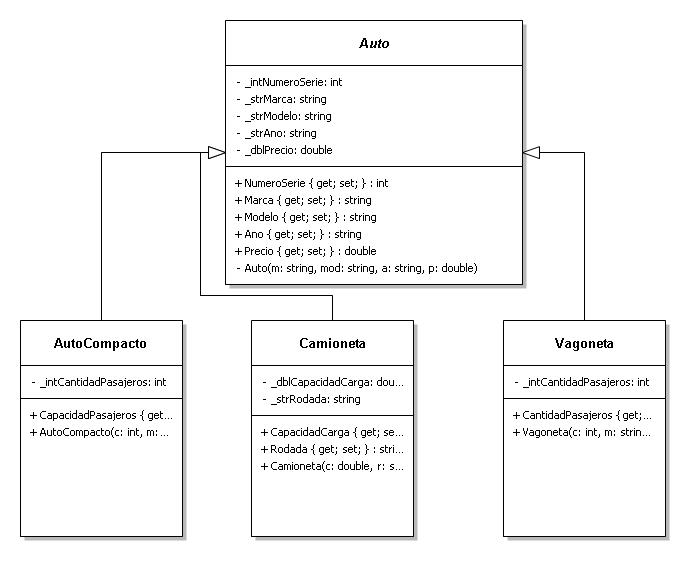 Auto
- _intNumeroSerie: int
- _strMarca: string
- _strModelo: string
- _strAno: string
- _dblPrecio: double
+ NumeroSerie { get; set; } : int
+ Marca { get; set; } : string
+ Modelo { get; set; } : string
+ Ano { get; set; } : string
+ Precio { get; set; } : double
- Auto(m: string, mod: string, a: string, p: double)
AutoCompacto
- _intCantidadPasajeros: int
+ CapacidadPasajeros { get...
+ AutoCompacto(c: int, m: ...
Camioneta
- _dblCapacidadCarga: dou...
- _strRodada: string
+ CapacidadCarga { get; se...
+ Rodada { get; set; } : stri...
+ Camioneta(c: double, r: s...
Vagoneta
- _intCantidadPasajeros: int
+ CantidadPasajeros { get;...
+ Vagoneta(c: int, m: strin...